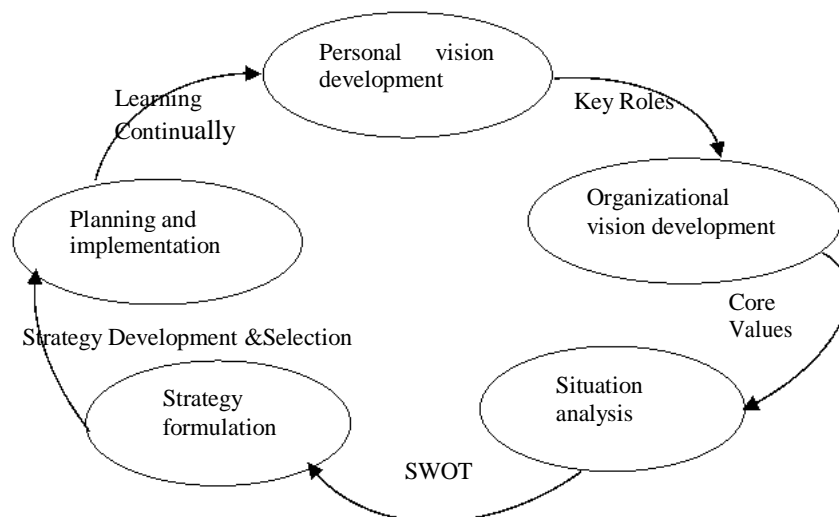 Personal vision
development
Learning
Continually
Key Roles
Organizational
vision development
Planning and
implementation
Core
Values
Strategy Development &Selection
Situation
analysis
Strategy
formulation
SWOT